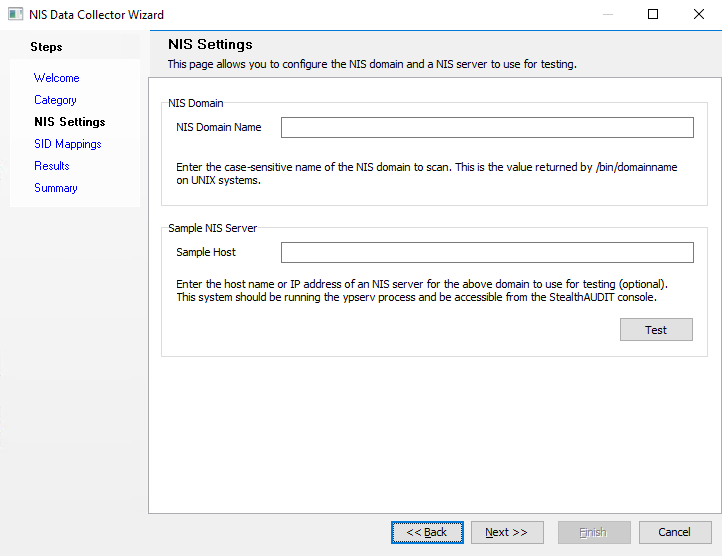 NIS Data Collector Wizard
Steps
Welcome
Category
NIS Settings
SID Mappings
Results
Summary
NIS Settings
This page allows you to configure the NIS domain and a NIS server to use for testing.
NIS Domain
NIS Domain Name
Enter the case-sensitive name of the NIS domain to scan. This is the value returned by /bin/domainname
on UNIX systems.
Sample NIS Server
Sample Host
Enter the host name or IP address of an NIS server for the above domain to use for testing (optional).
This system should be running the ypserv process and be accessible from the StealthAUDIT console.
Test
<< Back
Next >>
Finish
Cancel